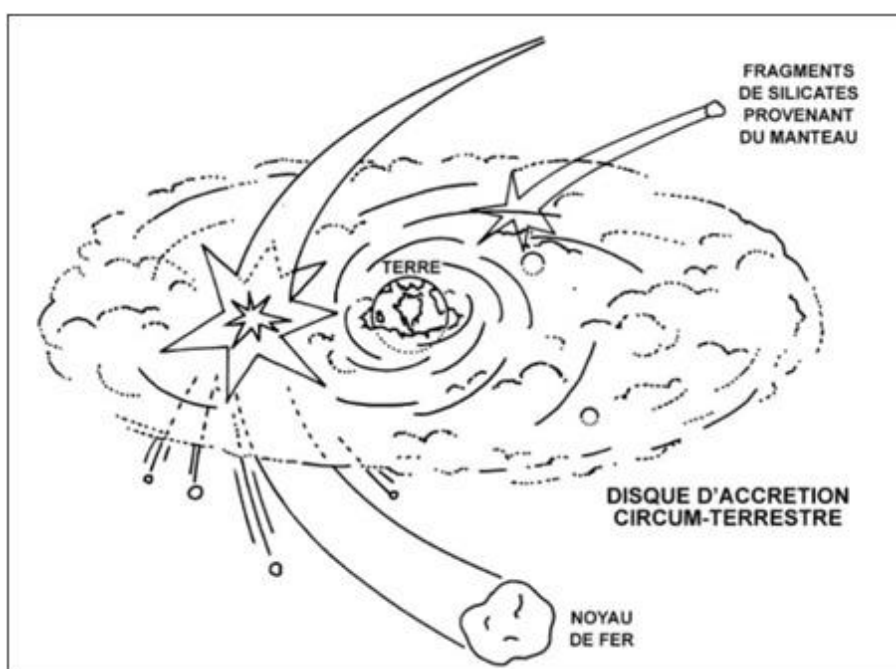 FRAGMENTS
DE SILICATES
PROVENANT
DU MANTEAU
TERRE
DISQUE D'ACCRETION
CIRCUM-TERRESTRE
NOYAU
DE FER